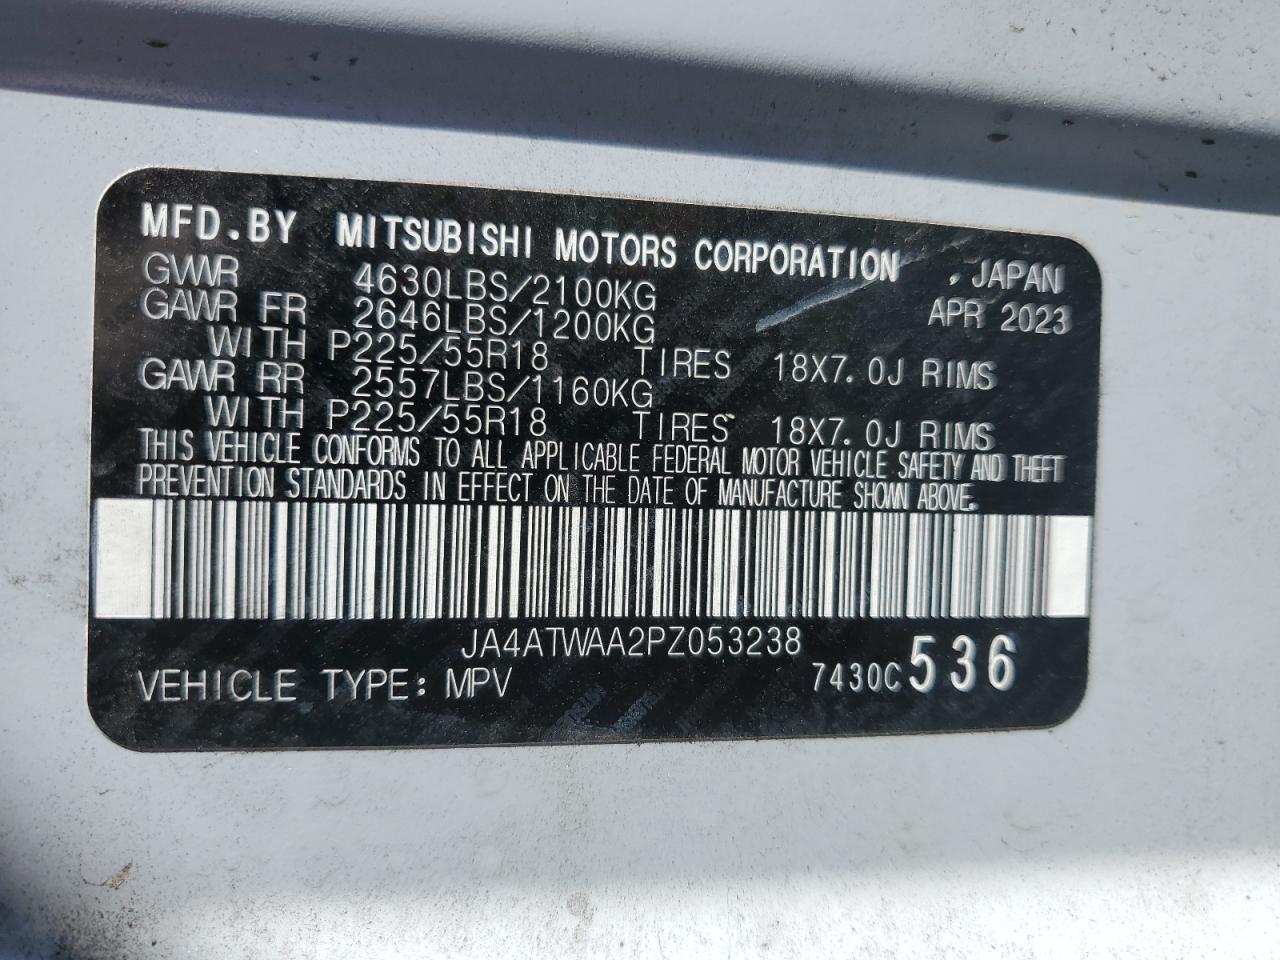 MFD.BY MITSUBISHI MOTORS CORPORATION , JAPAN
GVWR 4630LBS/2100KG APR 2023
GAWR FR 2646LBS/1200KG
WITH P225/55R18 TIRES 18X7.0J RIMS
GAWR RR 2557LBS/1160KG
WITH P225/55R18 TIRES 18X7.0J RIMS
THIS VEHICLE CONFORMS TO ALL APPLICABLE FEDERAL MOTOR VEHICLE SAFETY AND THEFT
PREVENTION STANDARDS IN EFFECT ON THE DATE OF MANUFACTURE SHOWN ABOVE.
JA4ATWAA2PZ053238
VEHICLE TYPE: MPV 7430C 536